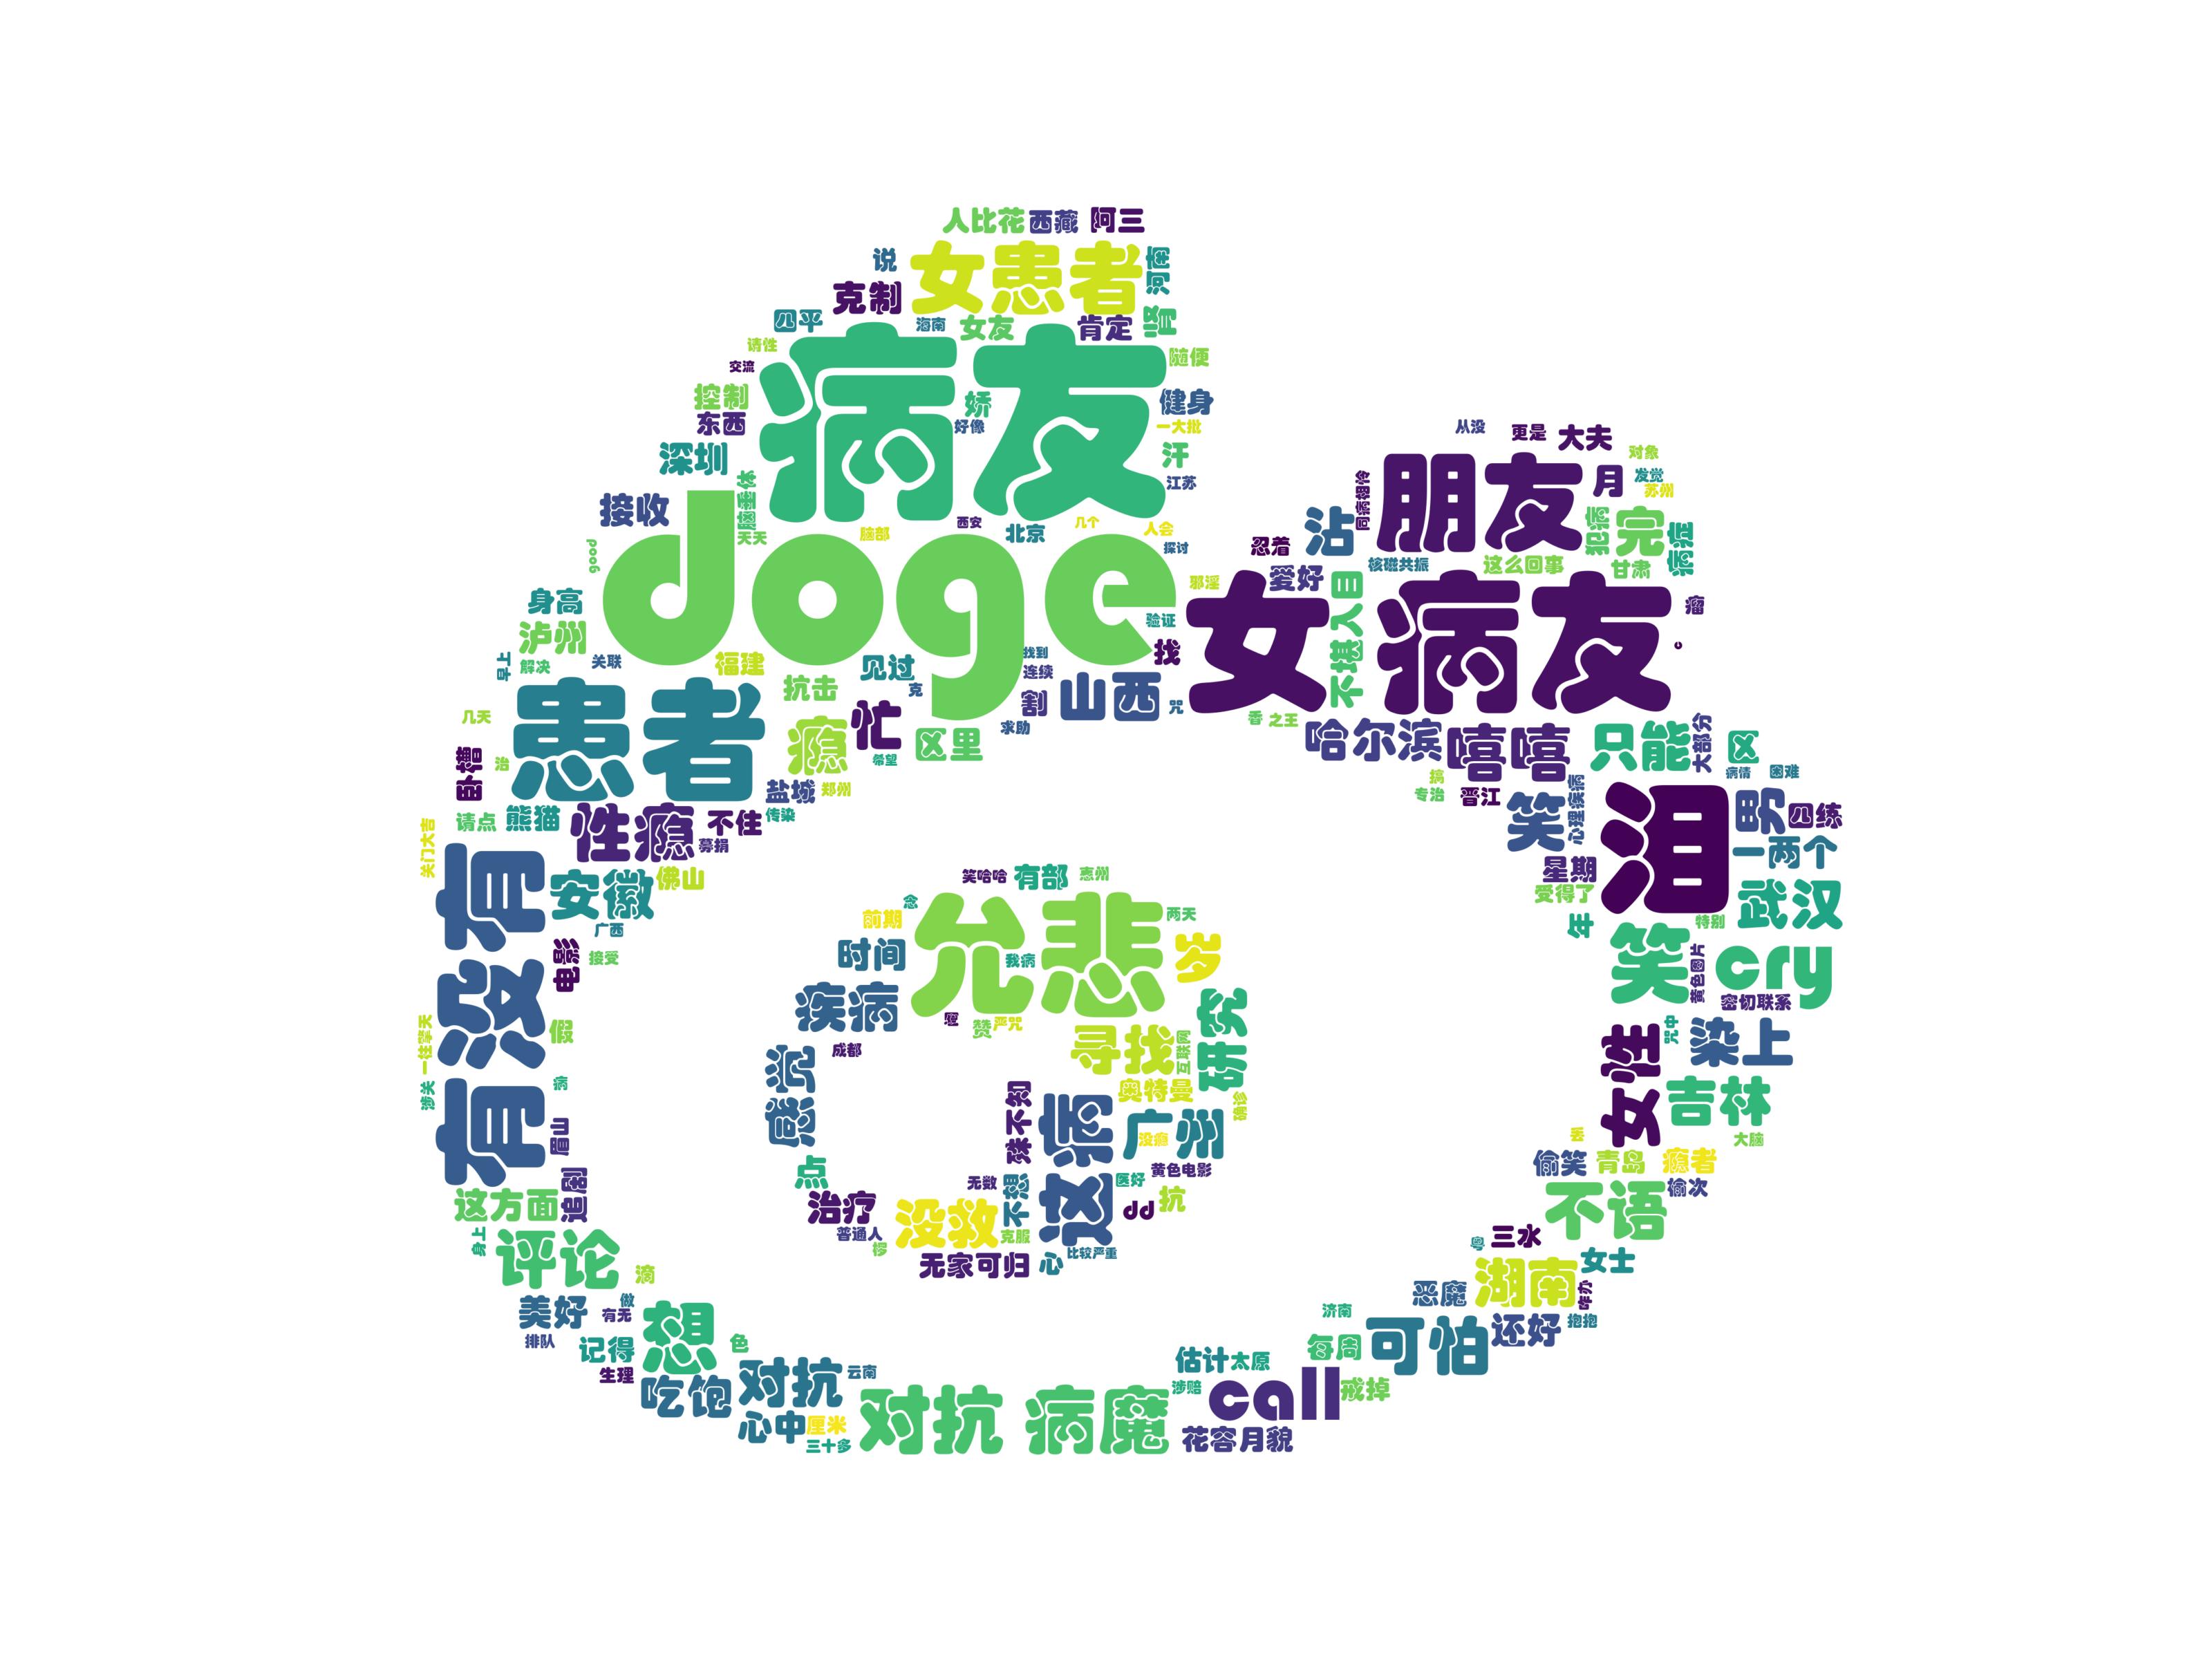 人比花 西藏 阿三
说 女患者 河南
克制
四平 海南 女友 肯定 肾
请性 病友 随便
交流
控制 娇 健身
东西 好像 一大批
深圳 汗
脑垂体 江苏
接收 doge
天天 脑部 西安 北京 几个 人会
探讨
good
从没 更是 大夫
对象
朋友 月 发觉
苏州
同病相怜
沾 犯病 完 病症
忍着 核磁共振 这么回事 甘肃
邪淫 爱好 不堪入目
女 病友 瘤
c
身高
验证
泸州
早上 解决 关联 福建 见过 找到 找
克 连续
抗击 割 山西 咒
患者 忙 求助 香 之王
几天 瘾 区里
希望
哈尔滨 嘻嘻 只能 大部分 区
卧槽 治 病情 困难
盐城 郑州 搞
专治 晋江 心理疾病
熊猫 请点 性瘾 不住 传染
募捐
笑 泪 男 四练
关门大吉
没有 有 安徽 佛山
星期 一两个
受得了 武汉
广西 年 特别
电影 接受
笑 黄色图片 cry
密切联系
笑哈哈 有部 惠州
念
前期 允悲 两天
时间 我病 岁
疾病 赞 严咒 研究
成都 寻找 互联网
感觉 奥特曼 确诊
殊不知 这病 广州
没瘾
黄色电影
点 无数 不想 医好
治疗 没救 dd 抗
普通人 克服
无家可归 心 比较严重
一柱擎天 假
涉关 病
眉山
女性 咒中 染上
吉林
丢 大脑
偷笑 青岛 瘾者
不语 偷次
这方面 追剧
身上 评论 滴
粤 三水
女士
恶魔 湖南 咋办
美好 做
有无
排队 记得 想 色
生理
济南
每周 可怕 还好 抱抱
吃饱 对抗 云南 估计 太原
涉赔 call 戒掉
心中 厘米
三十多 对抗 病魔 花容月貌